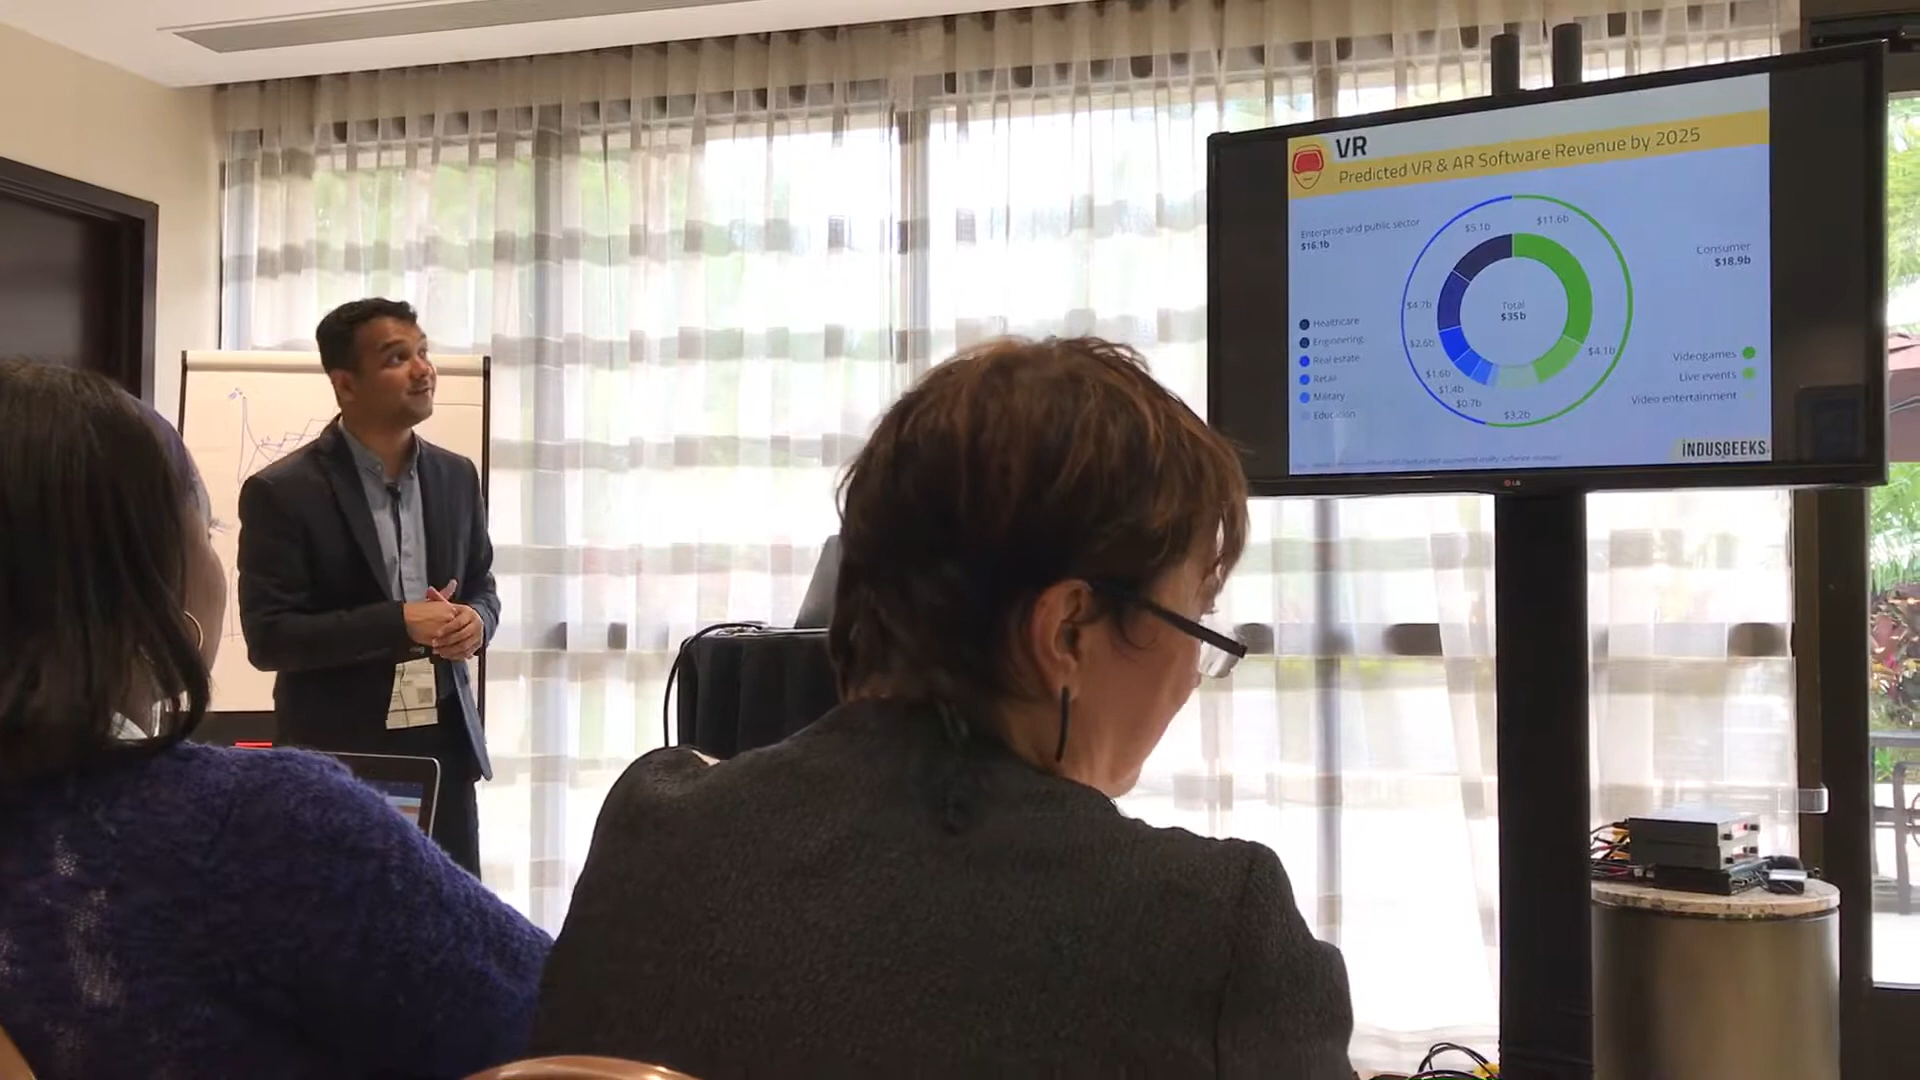 VR
Predicted VR & AR Software Revenue by 2025
Enterprise and public sector
$16.1b
$5.1b
$11.6b
Consumer
$18.9b
$4.7b
Total
$35b
Healthcare
Engineering
Real estate
Retail
Military
Education
$2.6b
$1.6b
$1.4b
$0.7b
$3.2b
$4.1b
Videogames
Live events
Video entertainment
INDUSGEEKS
LG